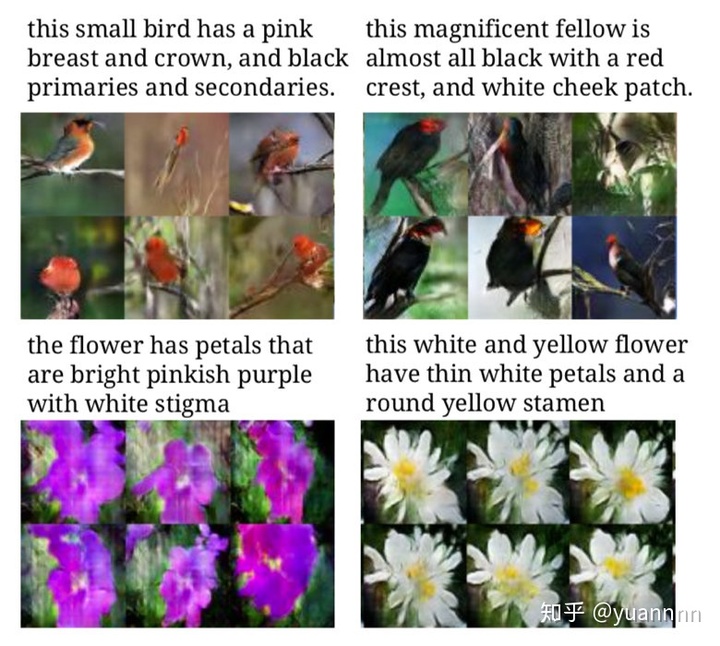 this small bird has a pink
breast and crown, and black
primaries and secondaries.
this magnificent fellow is
almost all black with a red
crest, and white cheek patch.
the flower has petals that
are bright pinkish purple
with white stigma
this white and yellow flower
have thin white petals and a
round yellow stamen
知乎 @yuannnn